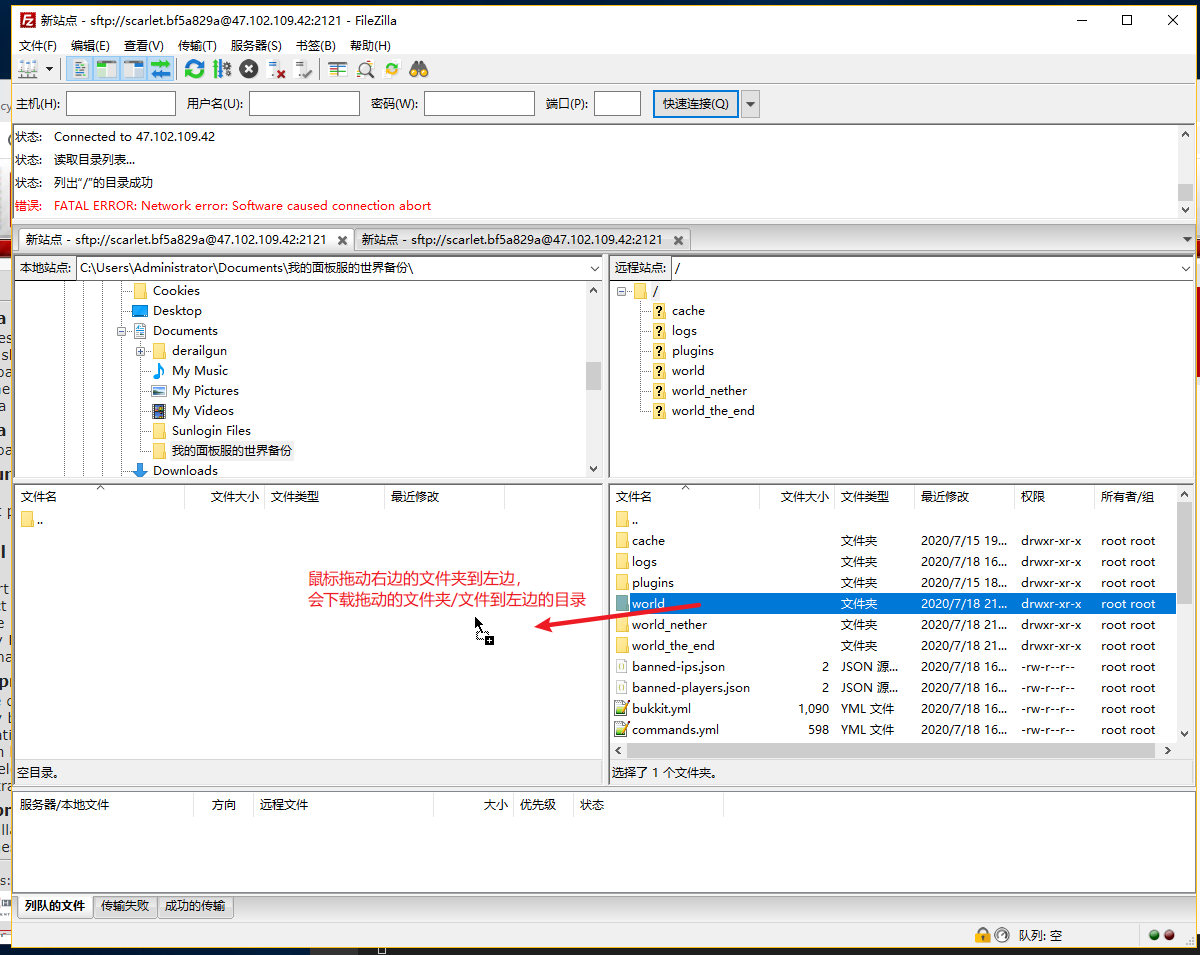 新站点 - sftp://scarlet.bf5a829a@47.102.109.42:2121 - FileZilla
文件(F) 编辑(E) 查看(V) 传输(T) 服务器(S) 书签(B) 帮助(H)
主机(H): 用户名(U): 密码(W): 端口(P): 快速连接(Q)
状态: Connected to 47.102.109.42
状态: 读取目录列表...
状态: 列出“/”的目录成功
错误: FATAL ERROR: Network error: Software caused connection abort
新站点 - sftp://scarlet.bf5a829a@47.102.109.42:2121 新站点 - sftp://scarlet.bf5a829a@47.102.109.42:2121
本地站点: C:\Users\Administrator\Documents\我的面板服的世界备份\
Cookies
Desktop
Documents
derailgun
My Music
My Pictures
My Videos
Sunlogin Files
我的面板服的世界备份
Downloads
远程站点: /
/
cache
logs
plugins
world
world_nether
world_the_end
文件名 文件大小 文件类型 最近修改
..
鼠标拖动右边的文件夹到左边，
会下载拖动的文件夹/文件到左边的目录
空目录。
文件名 文件大小 文件类型 最近修改 权限 所有者/组
..
cache 文件夹 2020/7/15 19... drwxr-xr-x root root
logs 文件夹 2020/7/18 16... drwxr-xr-x root root
plugins 文件夹 2020/7/15 18... drwxr-xr-x root root
world 文件夹 2020/7/18 21... drwxr-xr-x root root
world_nether 文件夹 2020/7/18 21... drwxr-xr-x root root
world_the_end 文件夹 2020/7/18 21... drwxr-xr-x root root
banned-ips.json 2 JSON 源... 2020/7/18 16... -rw-r--r-- root root
banned-players.json 2 JSON 源... 2020/7/18 16... -rw-r--r-- root root
bukkit.yml 1,090 YML 文件 2020/7/18 16... -rw-r--r-- root root
commands.yml 598 YML 文件 2020/7/18 16... -rw-r--r-- root root
选择了 1 个文件夹。
服务器/本地文件 方向 远程文件 大小 优先级 状态
列队的文件 传输失败 成功的传输
队列: 空